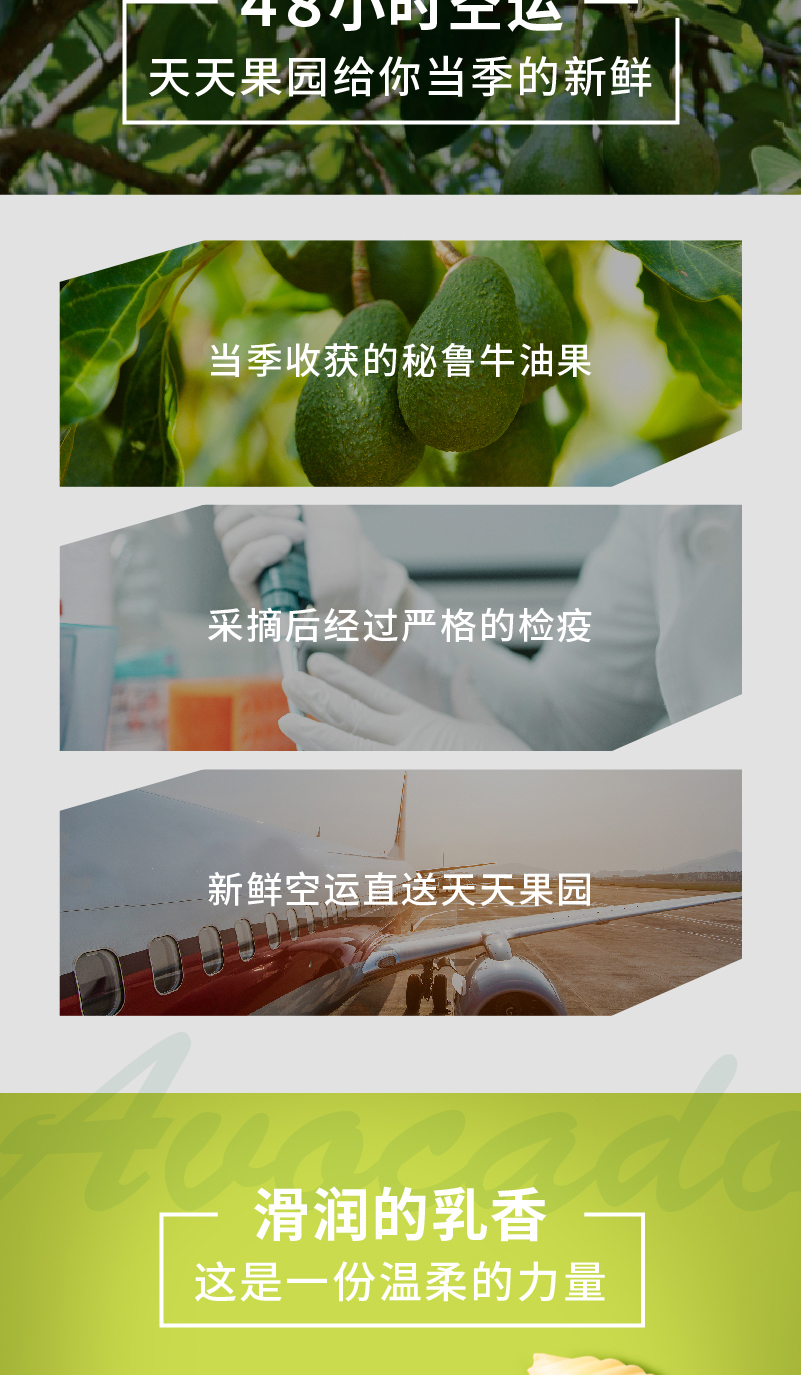 48小时空运
天天果园给你当季的新鲜
当季收获的秘鲁牛油果
采摘后经过严格的检疫
新鲜空运直送天天果园
Avocado
滑润的乳香
这是一份温柔的力量